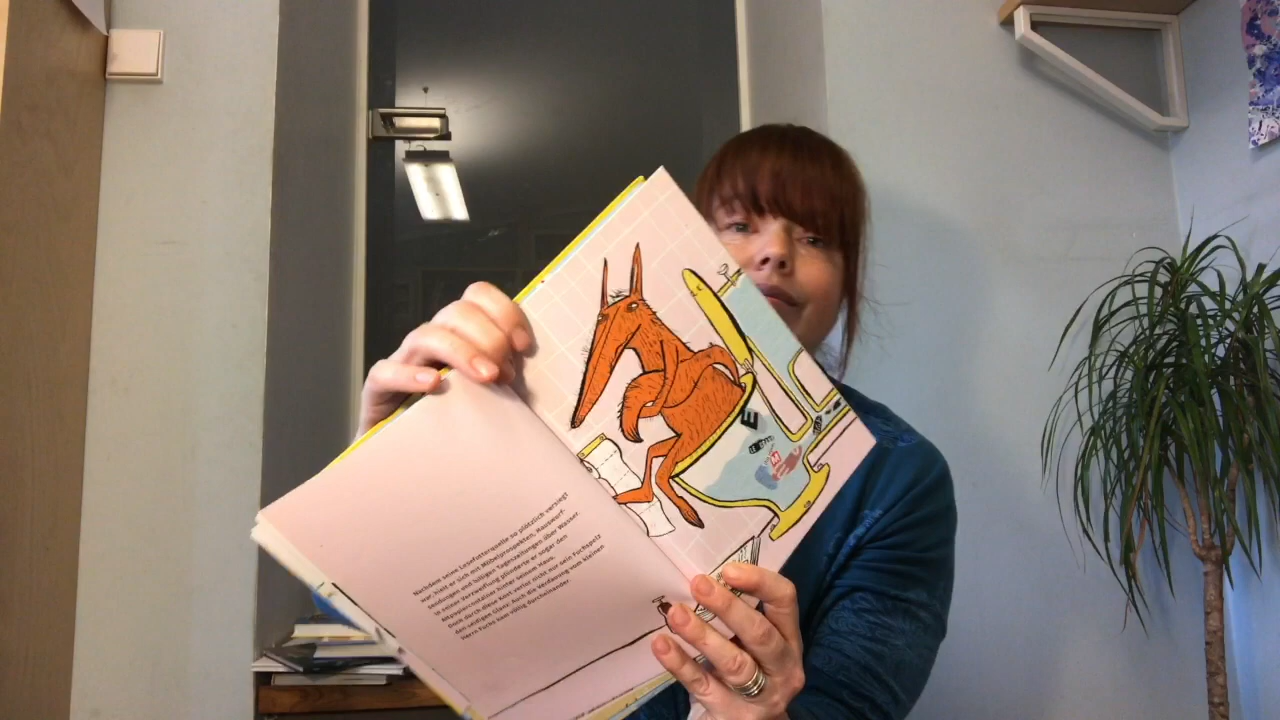 Nachdem seine Lesefutterquelle so plötzlich versiegt
war, hielt er sich mit Möbelprospekten, Hauswurf-
sendungen und billigen Tageszeitungen über Wasser.
In seiner Verzweiflung plünderte er sogar den
Altpapiercontainer hinter seinem Haus.
Doch durch diese Kost verlor nicht nur sein Fuchspelz
den seidigen Glanz. Auch die Verdauung vom kleinen
Herrn Fuchs kam völlig durcheinander.
E